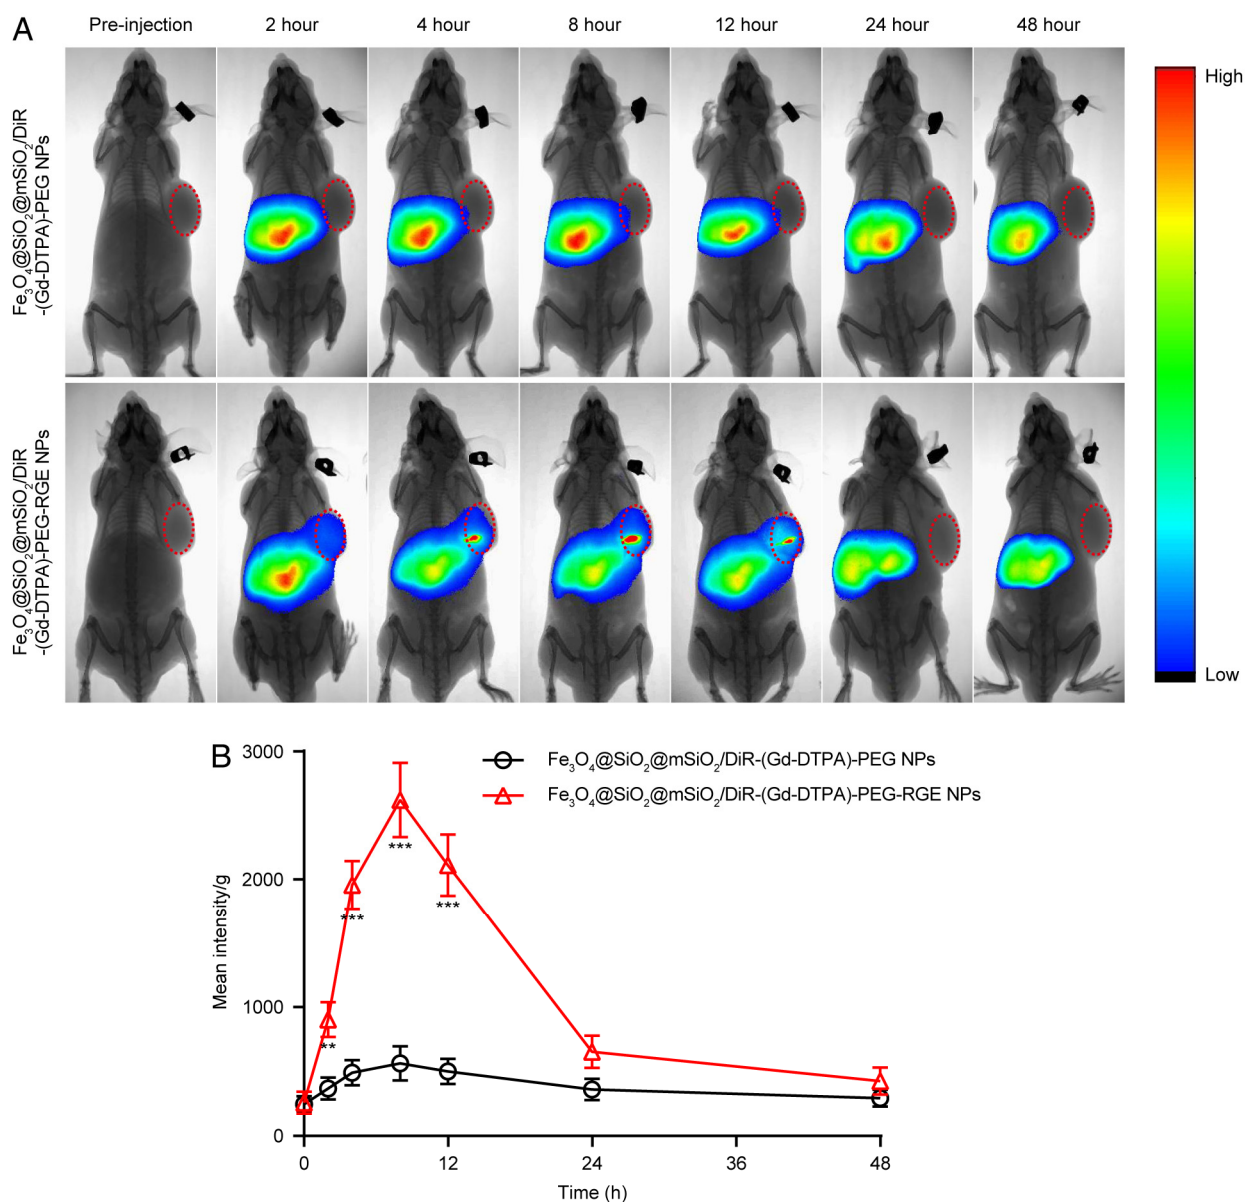 A
Pre-injection 2 hour 4 hour 8 hour 12 hour 24 hour 48 hour
Fe₃O₄@SiO₂@mSiO₂/DiR
-(Gd-DTPA)-PEG NPs
High
Fe₃O₄@SiO₂@mSiO₂/DiR
-(Gd-DTPA)-PEG-RGE NPs
Low
B
Fe₃O₄@SiO₂@mSiO₂/DiR-(Gd-DTPA)-PEG NPs
Fe₃O₄@SiO₂@mSiO₂/DiR-(Gd-DTPA)-PEG-RGE NPs
Mean intensity/g
3000
2000
1000
0
**
***
***
***
0 12 24 36 48
Time (h)